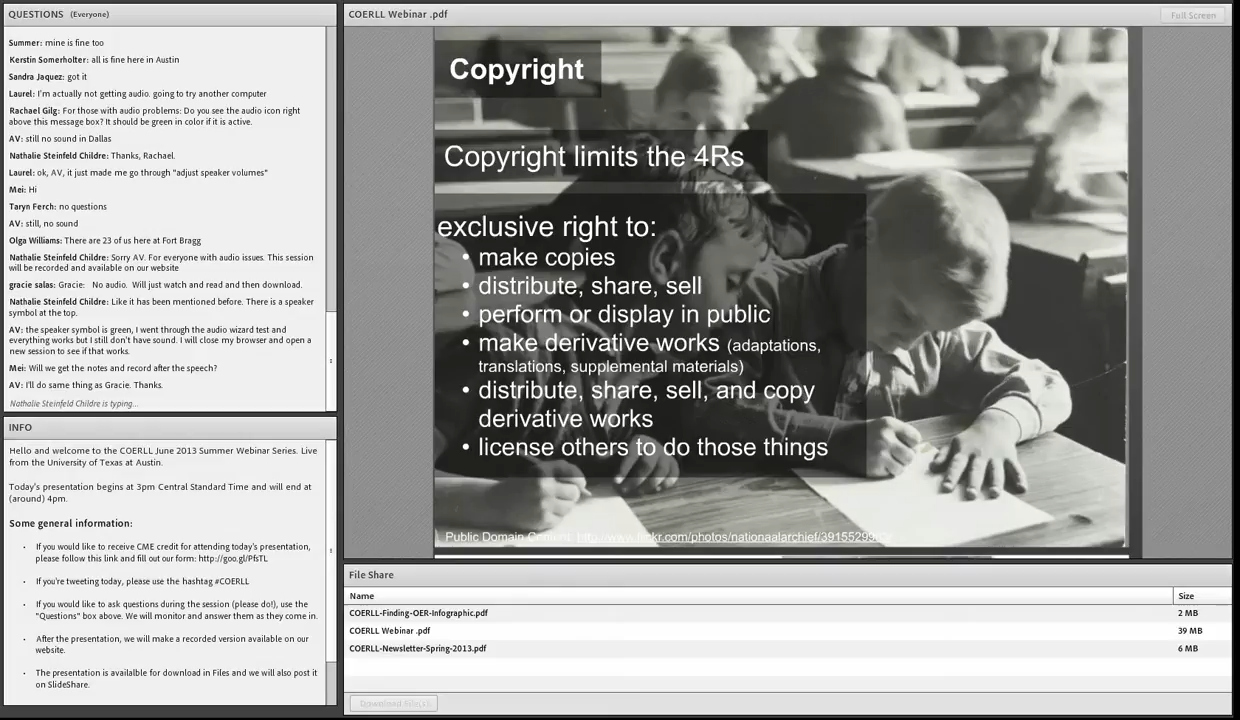 QUESTIONS (Everyone)
Summer: mine is fine too
Kerstin Somerholter: all is fine here in Austin
Sandra Jaquez: got it
Laurel: I'm actually not getting audio. going to try another computer
Rachael Gilg: For those with audio problems: Do you see the audio icon right
above this message box? It should be green in color if it is active.
AV: still no sound in Dallas
Nathalie Steinfeld Childre: Thanks, Rachael.
Laurel: ok, AV, it just made me go through "adjust speaker volumes"
Mei: Hi
Taryn Ferch: no questions
AV: still, no sound
Olga Williams: There are 23 of us here at Fort Bragg
Nathalie Steinfeld Childre: Sorry AV. For everyone with audio issues. This session
will be recorded and available on our website
gracie salas: Gracie: No audio. Will just watch and read and then download.
Nathalie Steinfeld Childre: Like it has been mentioned before. There is a speaker
symbol at the top.
AV: the speaker symbol is green, I went through the audio wizard test and
everything works but I still don't have sound. I will close my browser and open a
new session to see if that works.
Mei: Will we get the notes and record after the speech?
AV: I'll do same thing as Gracie. Thanks.
Nathalie Steinfeld Childre is typing...
INFO
Hello and welcome to the COERLL June 2013 Summer Webinar Series. Live
from the University of Texas at Austin.
Today's presentation begins at 3pm Central Standard Time and will end at
(around) 4pm.
Some general information:
• If you would like to receive CME credit for attending today's presentation,
please follow this link and fill out our form: http://goo.gl/PfsTL
• If you're tweeting today, please use the hashtag #COERLL
• If you would like to ask questions during the session (please do!), use the
"Questions" box above. We will monitor and answer them as they come in.
• After the presentation, we will make a recorded version available on our
website.
• The presentation is availalble for download in Files and we will also post it
on SlideShare.
COERLL Webinar .pdf
Full Screen
Copyright
Copyright limits the 4Rs
exclusive right to:
• make copies
• distribute, share, sell
• perform or display in public
• make derivative works (adaptations,
translations, supplemental materials)
• distribute, share, sell, and copy
derivative works
• license others to do those things
Public Domain Content: http://www.flickr.com/photos/nationaalarchief/39155299
File Share
Name Size
COERLL-Finding-OER-Infographic.pdf 2 MB
COERLL Webinar .pdf 39 MB
COERLL-Newsletter-Spring-2013.pdf 6 MB
Download File(s)